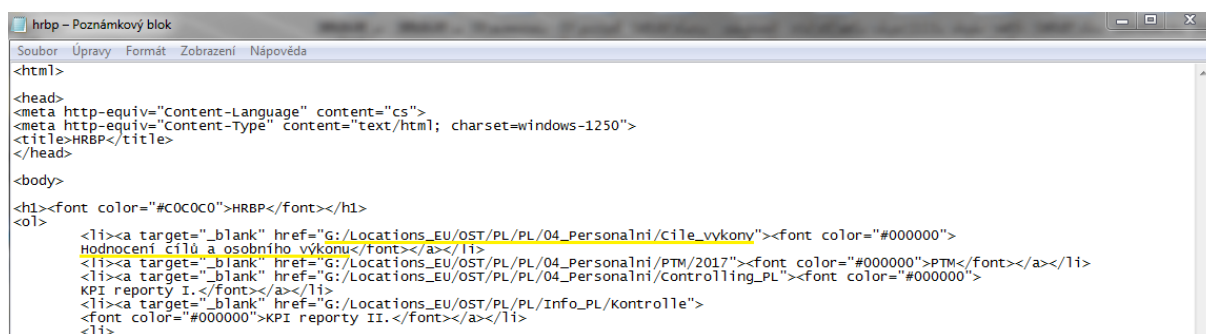 hrbp – Poznámkový blok
Soubor Úpravy Formát Zobrazení Nápověda
<html>
<head>
<meta http-equiv="Content-Language" content="cs">
<meta http-equiv="Content-Type" content="text/html; charset=windows-1250">
<title>HRBP</title>
</head>
<body>
<h1><font color="#C0C0C0">HRBP</font></h1>
<ol>
<li><a target="_blank" href="G:/Locations_EU/OST/PL/PL/04_Personalni/Cile_vykony"><font color="#000000">
Hodnocení cílů a osobního výkonu</font></a></li>
<li><a target="_blank" href="G:/Locations_EU/OST/PL/PL/04_Personalni/PTM/2017"><font color="#000000">PTM</font></a></li>
<li><a target="_blank" href="G:/Locations_EU/OST/PL/PL/04_Personalni/Controlling_PL"><font color="#000000">
KPI reporty I.</font></a></li>
<li><a target="_blank" href="G:/Locations_EU/OST/PL/PL/Info_PL/Kontrolle">
<font color="#000000">KPI reporty II.</font></a></li>
<li>